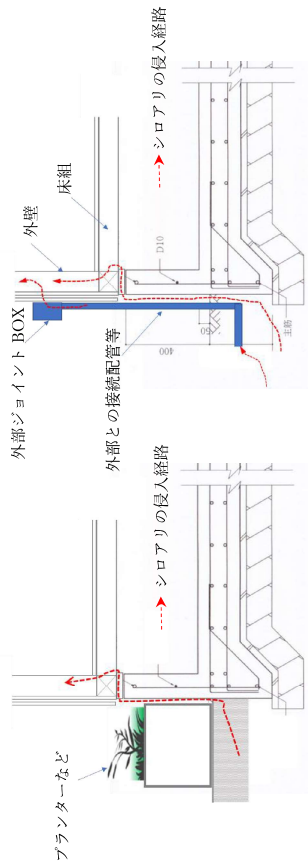 プランターなど
シロアリの侵入経路
外部ジョイントBOX
外壁
床組
外部との接続配管等
シロアリの侵入経路
D10
400
60
主筋